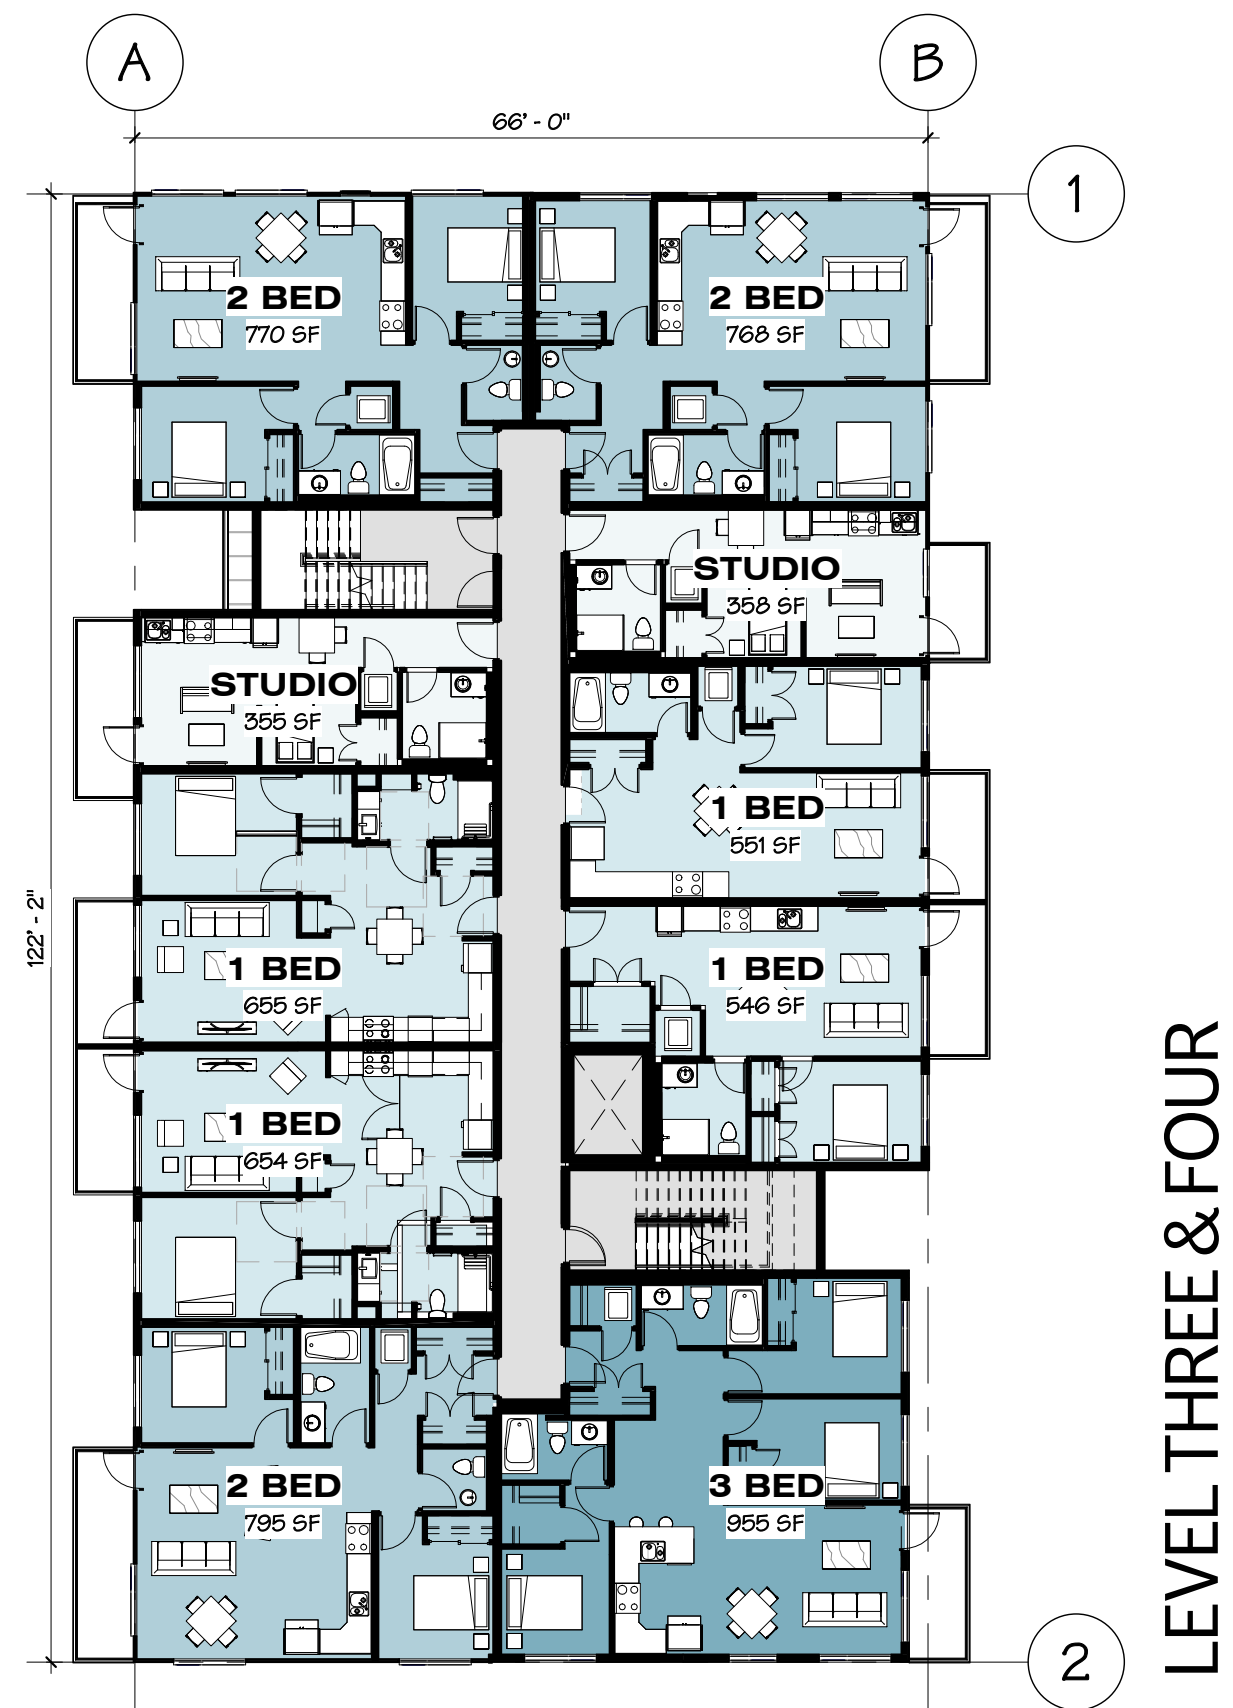 A
B
66' - 0"
1
2 BED
770 SF
2 BED
768 SF
STUDIO
358 SF
STUDIO
355 SF
1 BED
551 SF
122' - 2"
1 BED
655 SF
1 BED
546 SF
1 BED
654 SF
2 BED
795 SF
3 BED
955 SF
LEVEL THREE & FOUR
2